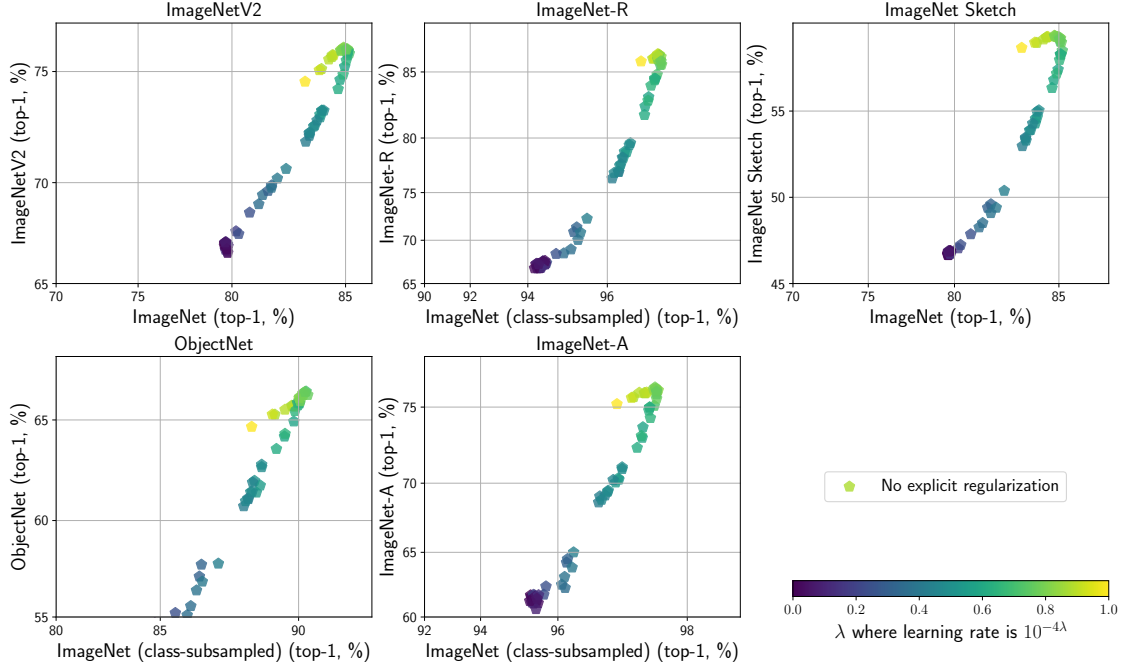 ImageNetV2
ImageNetV2 (top-1, %)
75
70
65
70
75
80
85
ImageNet (top-1, %)
ImageNet-R
ImageNet-R (top-1, %)
85
80
75
70
65
90
92
94
96
ImageNet (class-subsampled) (top-1, %)
ImageNet Sketch
ImageNet Sketch (top-1, %)
55
50
45
70
75
80
85
ImageNet (top-1, %)
ObjectNet
ObjectNet (top-1, %)
65
60
55
80
85
90
ImageNet (class-subsampled) (top-1, %)
ImageNet-A
ImageNet-A (top-1, %)
75
70
65
60
92
94
96
98
ImageNet (class-subsampled) (top-1, %)
No explicit regularization
0.0
0.2
0.4
0.6
0.8
1.0
λ where learning rate is 10^{-4λ}